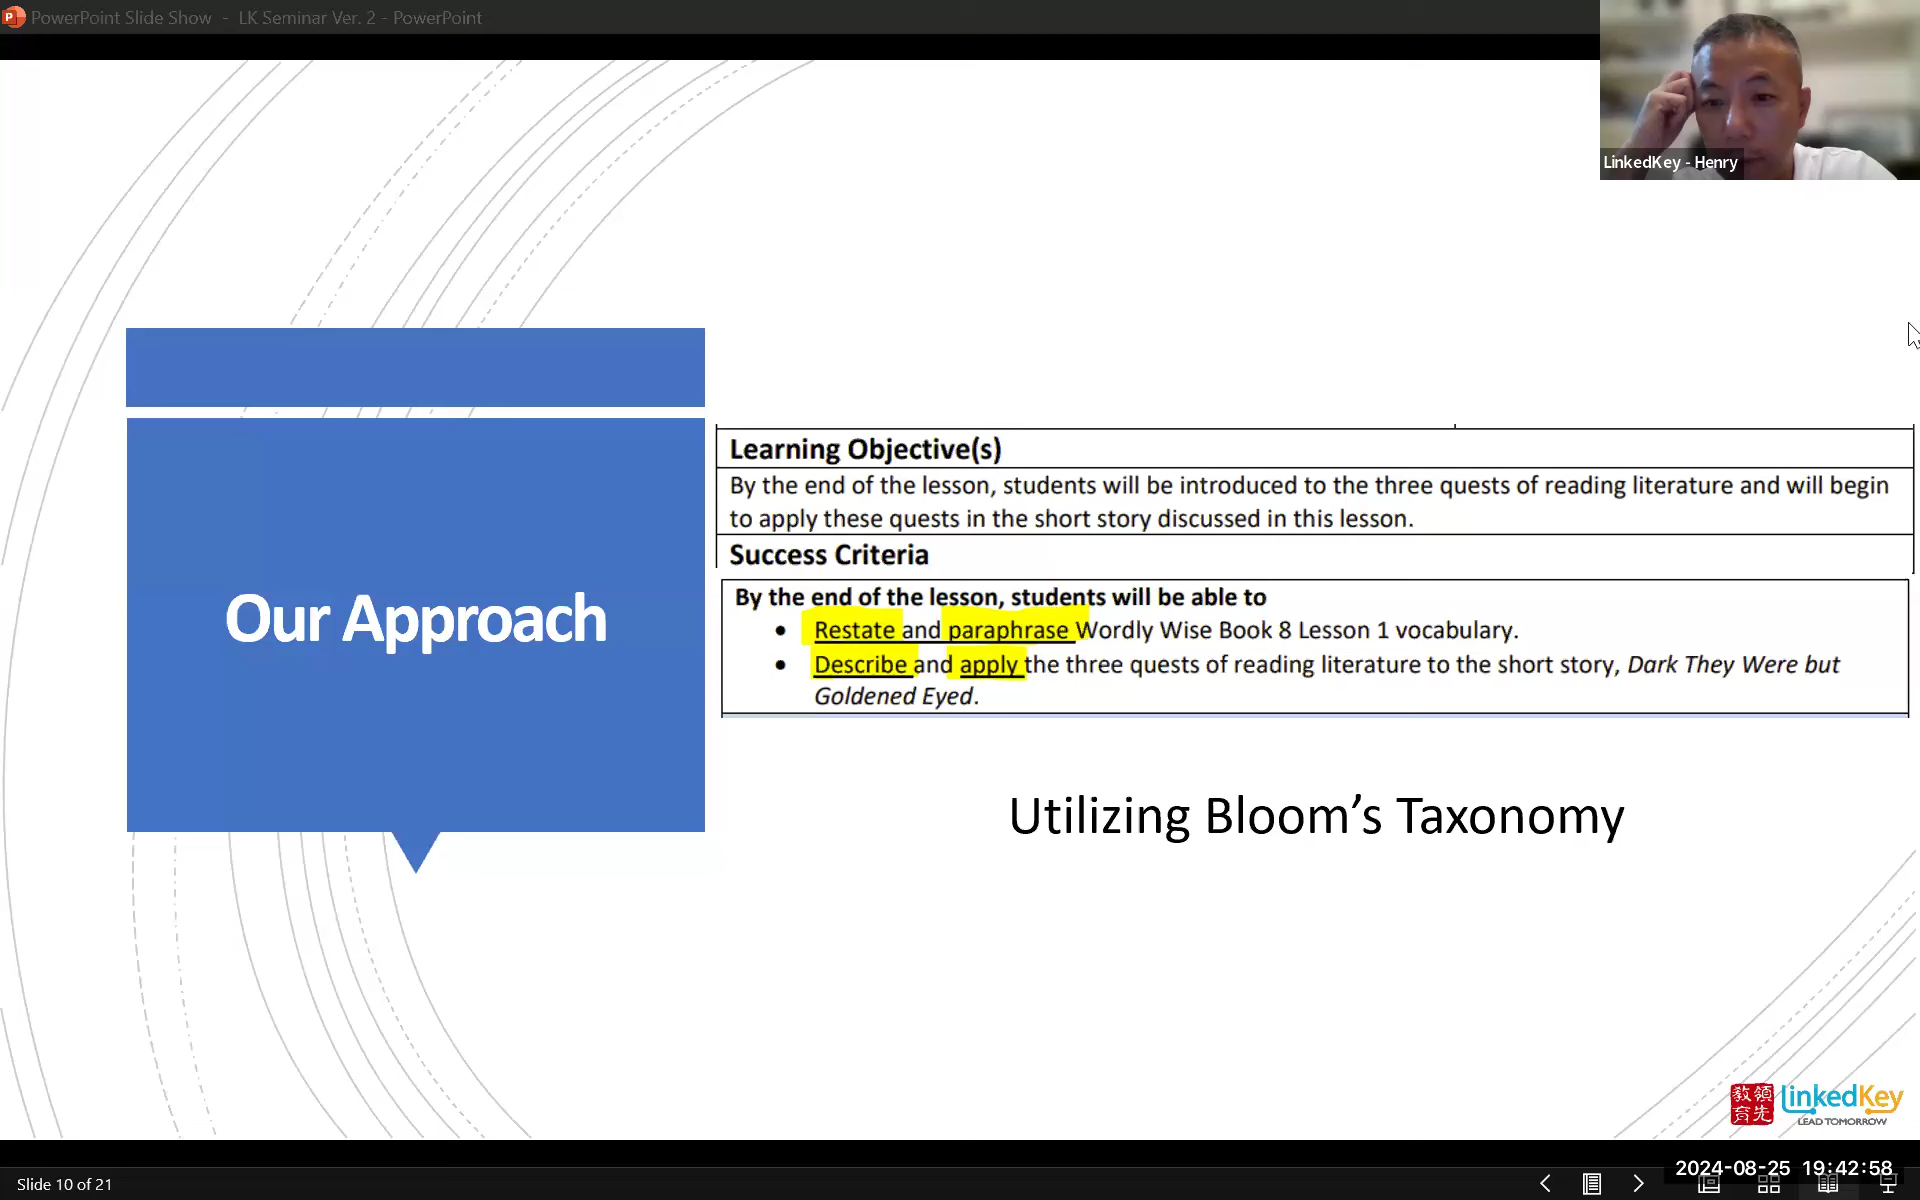 PowerPoint Slide Show - LK Seminar Ver. 2 - PowerPoint
LinkedKey - Henry
Our Approach
Learning Objective(s)
By the end of the lesson, students will be introduced to the three quests of reading literature and will begin
to apply these quests in the short story discussed in this lesson.
Success Criteria
By the end of the lesson, students will be able to
• Restate and paraphrase Wordly Wise Book 8 Lesson 1 vocabulary.
• Describe and apply the three quests of reading literature to the short story, Dark They Were but
Goldened Eyed.
Utilizing Bloom's Taxonomy
領先教育
LinkedKey
LEAD TOMORROW
2024-08-25 19:42:58
Slide 10 of 21